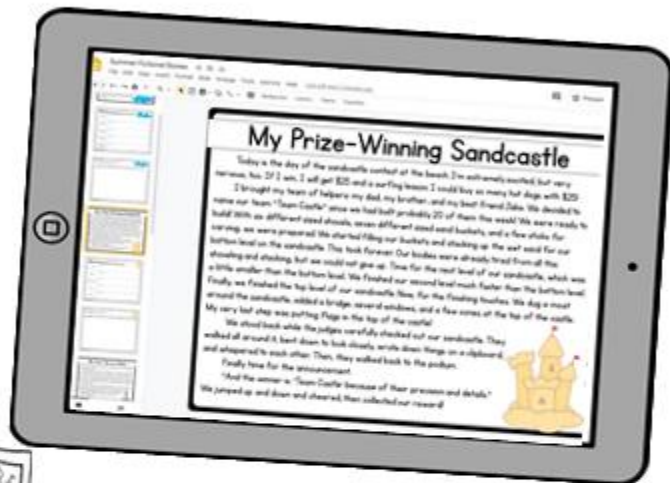 Summer Fictional Stories
My Prize-Winning Sandcastle
Today is the day of the sandcastle contest at the beach. I'm extremely excited, but very
nervous, too. If I win, I will get $25 and a surfing lesson. I could buy so many hot dogs with $25!
I brought my team of helpers: my dad, my brother, and my best friend Jake. We decided to
name our team "Team Castle" since we had built probably 20 of them this week! We were ready to
build! With six different sized shovels, seven different sized sand buckets, and a few sticks for
carving, we were prepared. We started filling our buckets and stacking up the wet sand for our
bottom level on the sandcastle. This took forever. Our bodies were already tired from all the
shoveling and stacking, but we could not give up. Time for the next level of our sandcastle, which was
a little smaller than the bottom level. We finished our second level much faster than the bottom level.
Finally, we finished the top level of our sandcastle. Now, for the finishing touches. We dug a moat
around the sandcastle, added a bridge, several windows, and a few cones at the top of the castle.
My very last step was putting flags in the top of the castle!
We stood back while the judges carefully checked out our sandcastle. They
walked all around it, bent down to look closely, wrote down things on a clipboard,
and whispered to each other. Then, they walked back to the podium.
Finally time for the announcement.
"And the winner is "Team Castle because of their precision and details."
We jumped up and down and cheered, then collected our reward!